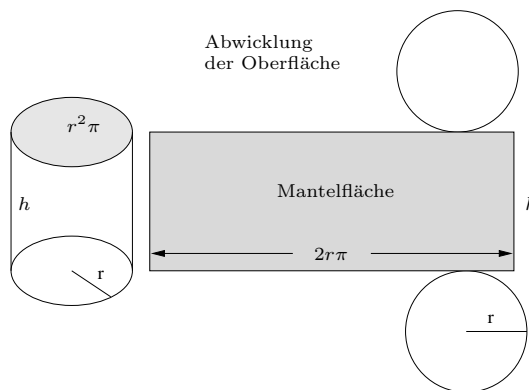 Abwicklung
der Oberfläche
r²π
Mantelfläche
h
h
2rπ
r
r